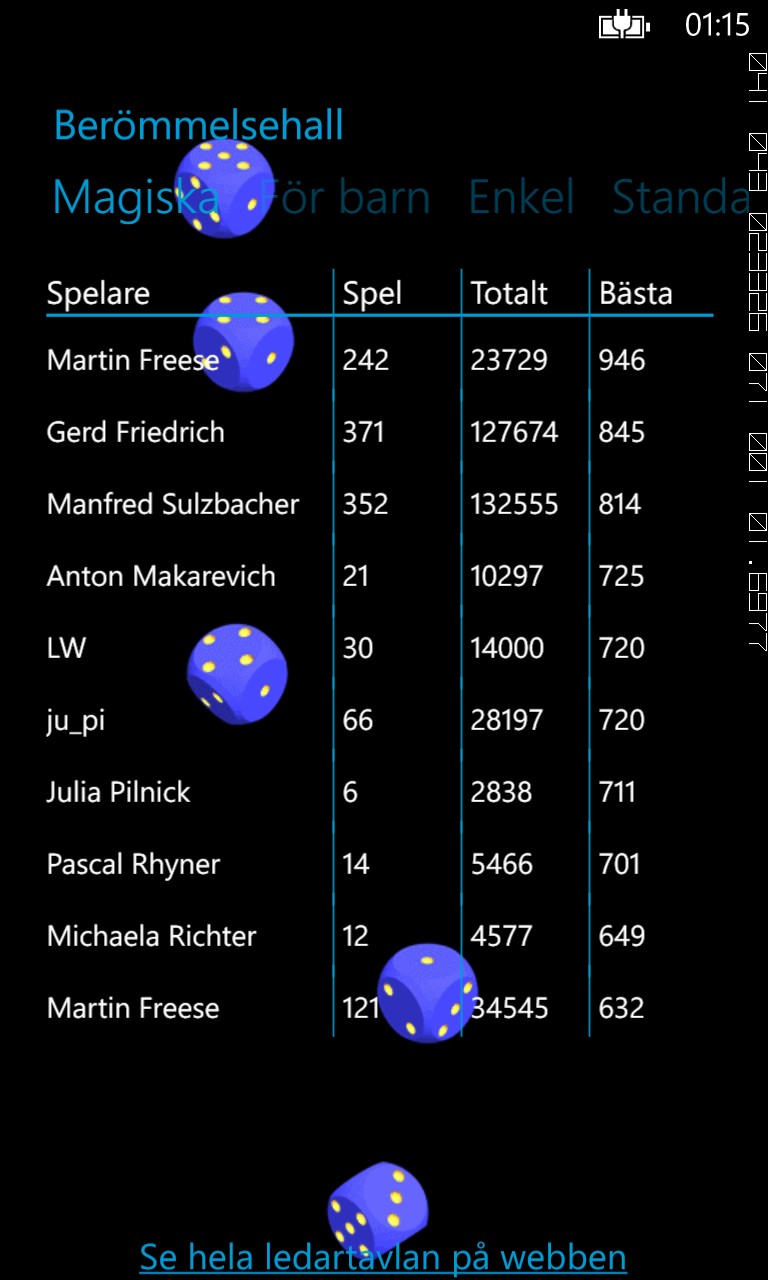 01:15
Berömmelsehall
Magiska För barn Enkel Standa
Spelare Spel Totalt Bästa
Martin Freese 242 23729 946
Gerd Friedrich 371 127674 845
Manfred Sulzbacher 352 132555 814
Anton Makarevich 21 10297 725
LW 30 14000 720
ju_pi 66 28197 720
Julia Pilnick 6 2838 711
Pascal Rhyner 14 5466 701
Michaela Richter 12 4577 649
Martin Freese 121 34545 632
Se hela ledartavlan på webben